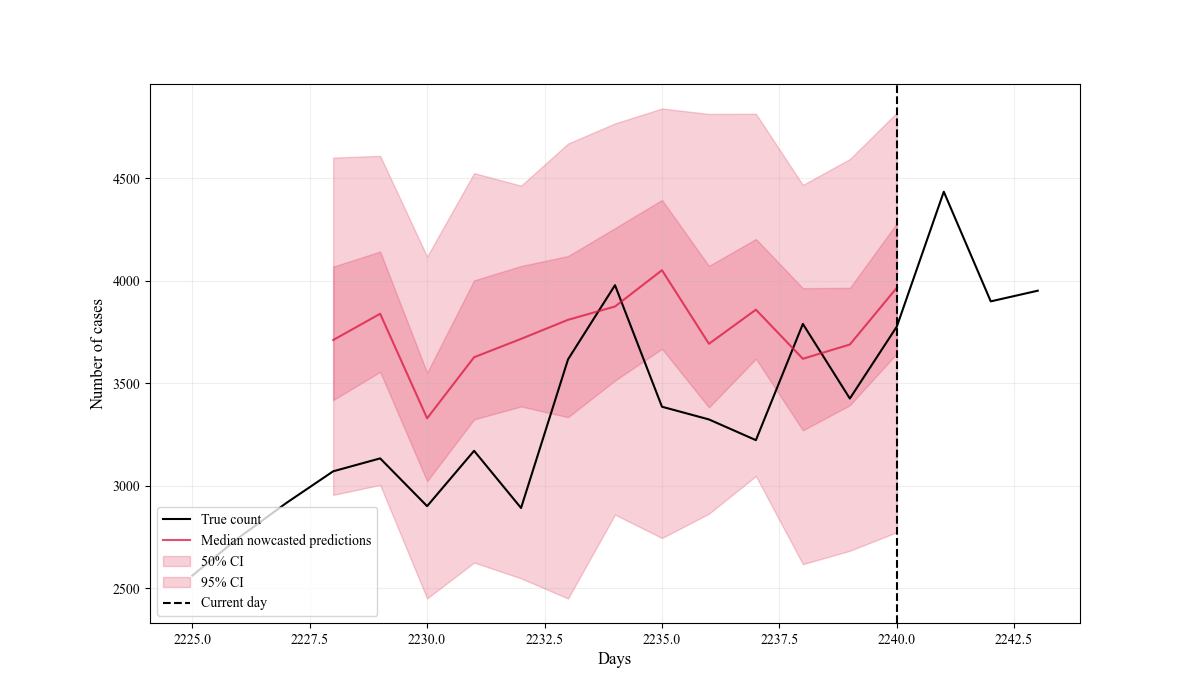 Number of cases
4500
4000
3500
3000
2500
True count
Median nowcasted predictions
50% CI
95% CI
Current day
2225.0 2227.5 2230.0 2232.5 2235.0 2237.5 2240.0 2242.5
Days